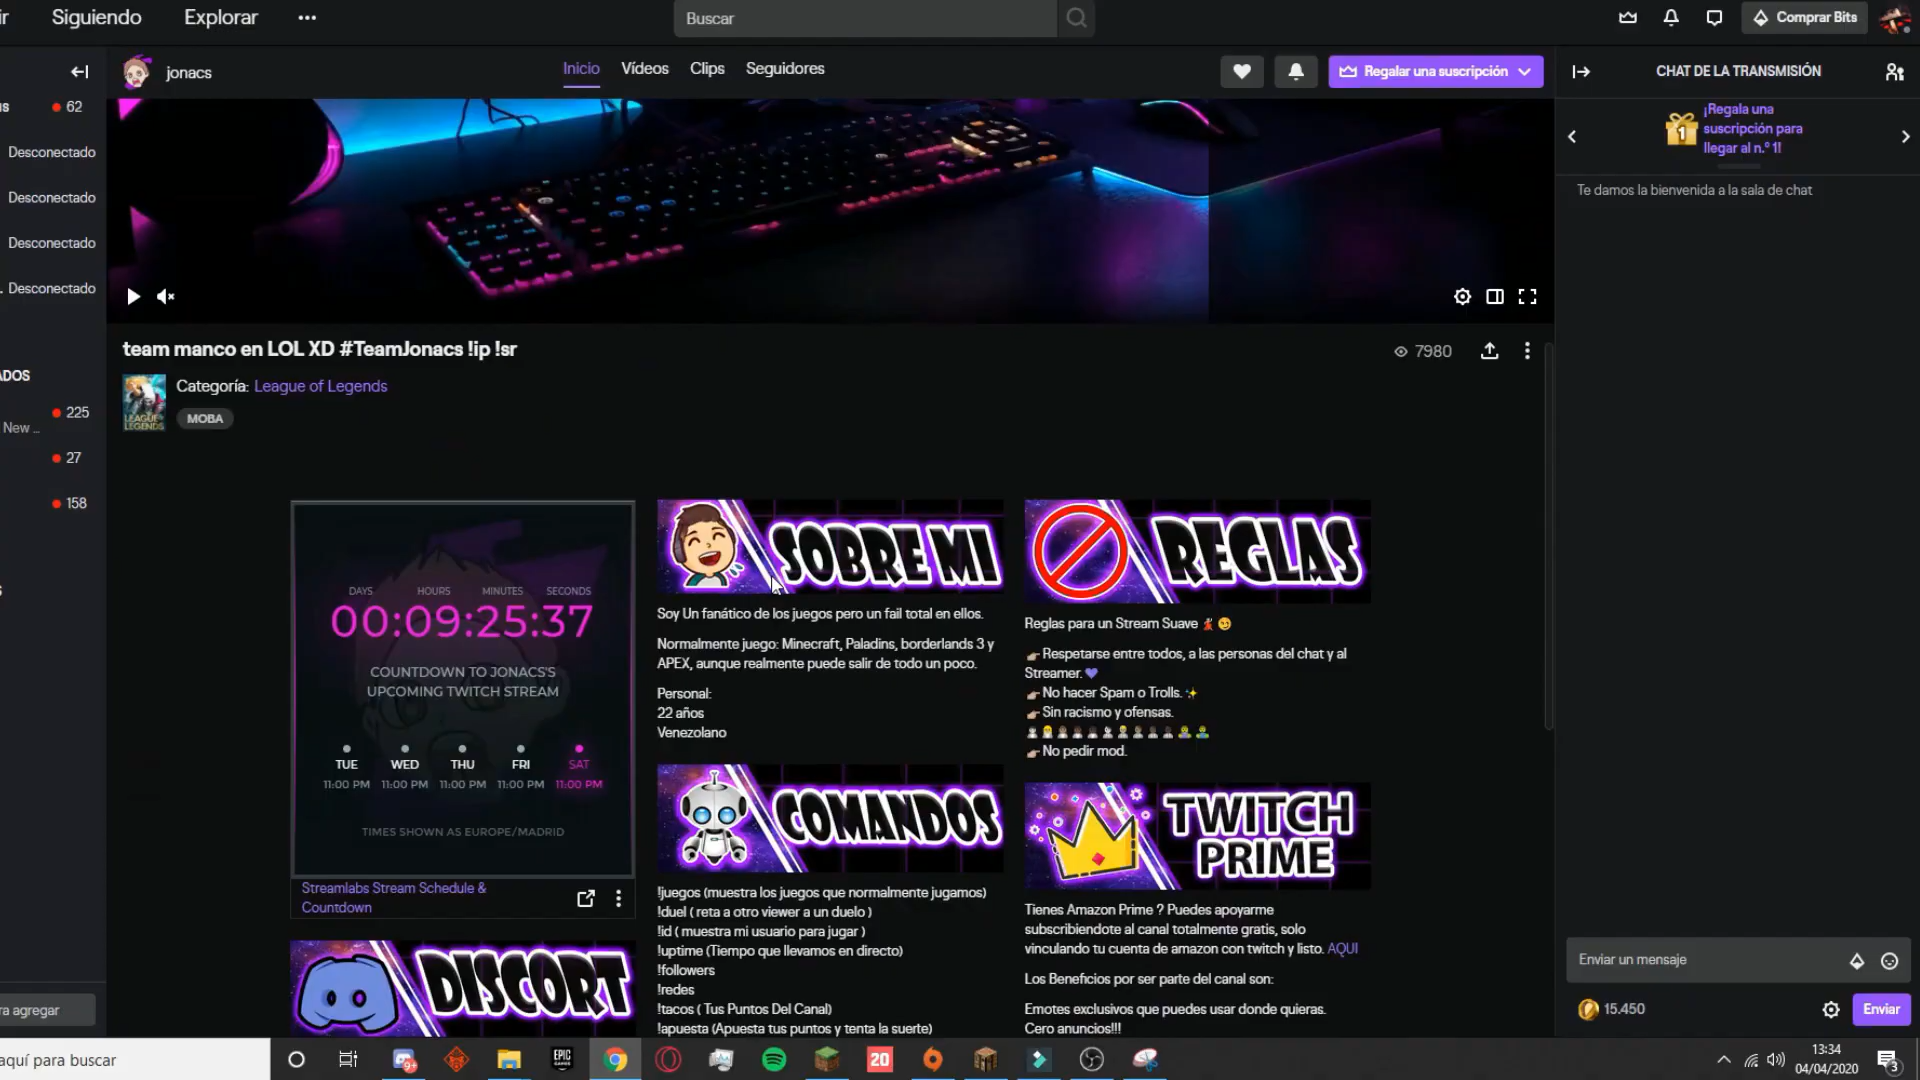 Siguiendo
Explorar
Buscar
Comprar Bits
jonacs
Inicio
Vídeos
Clips
Seguidores
Regalar una suscripción
CHAT DE LA TRANSMISIÓN
62
Desconectado
Desconectado
Desconectado
Desconectado
ADOS
225
New ...
27
158
¡Regala una
suscripción para
llegar al n.º 1!
Te damos la bienvenida a la sala de chat
team manco en LOL XD #TeamJonacs !ip !sr
7980
Categoría: League of Legends
MOBA
DAYS HOURS MINUTES SECONDS
00:09:25:37
COUNTDOWN TO JONACS'S
UPCOMING TWITCH STREAM
TUE WED THU FRI SAT
11:00 PM 11:00 PM 11:00 PM 11:00 PM 11:00 PM
TIMES SHOWN AS EUROPE/MADRID
Streamlabs Stream Schedule &
Countdown
DISCORT
SOBRE MI
Soy Un fanático de los juegos pero un fail total en ellos.
Normalmente juego: Minecraft, Paladins, borderlands 3 y
APEX, aunque realmente puede salir de todo un poco.
Personal:
22 años
Venezolano
COMANDOS
!juegos (muestra los juegos que normalmente jugamos)
!duel ( reta a otro viewer a un duelo )
!id ( muestra mi usuario para jugar )
!uptime (Tiempo que llevamos en directo)
!followers
!redes
!tacos ( Tus Puntos Del Canal)
!apuesta (Apuesta tus puntos y tenta la suerte)
REGLAS
Reglas para un Stream Suave 💃 😉
👉🏼 Respetarse entre todos, a las personas del chat y al
Streamer. 💜
👉🏼 No hacer Spam o Trolls. ✨
👉🏼 Sin racismo y ofensas.
👉🏼 No pedir mod.
TWITCH
PRIME
Tienes Amazon Prime ? Puedes apoyarme
subscribiendote al canal totalmente gratis, solo
vinculando tu cuenta de amazon con twitch y listo. AQUI
Los Beneficios por ser parte del canal son:
Emotes exclusivos que puedes usar donde quieras.
Cero anuncios!!!
Enviar un mensaje
15.450
Enviar
ra agregar
aquí para buscar
9+
EPIC
GAMES
20
13:34
04/04/2020
3